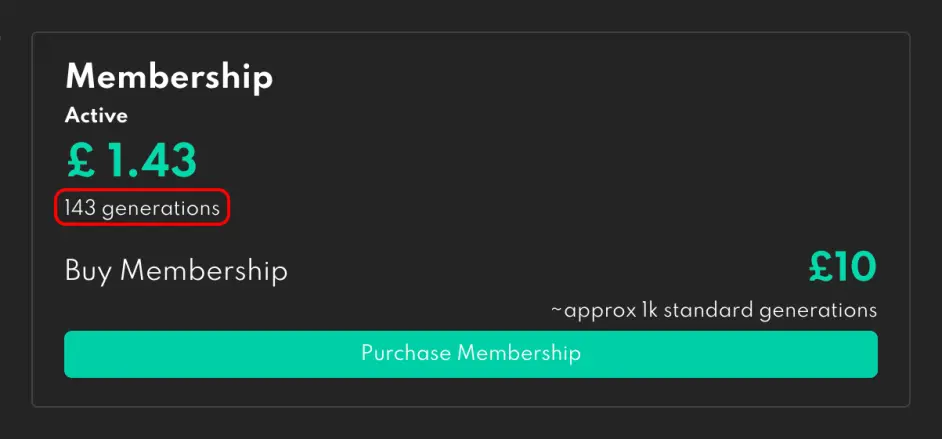 Membership
Active
£ 1.43
143 generations
Buy Membership £10
~approx 1k standard generations
Purchase Membership